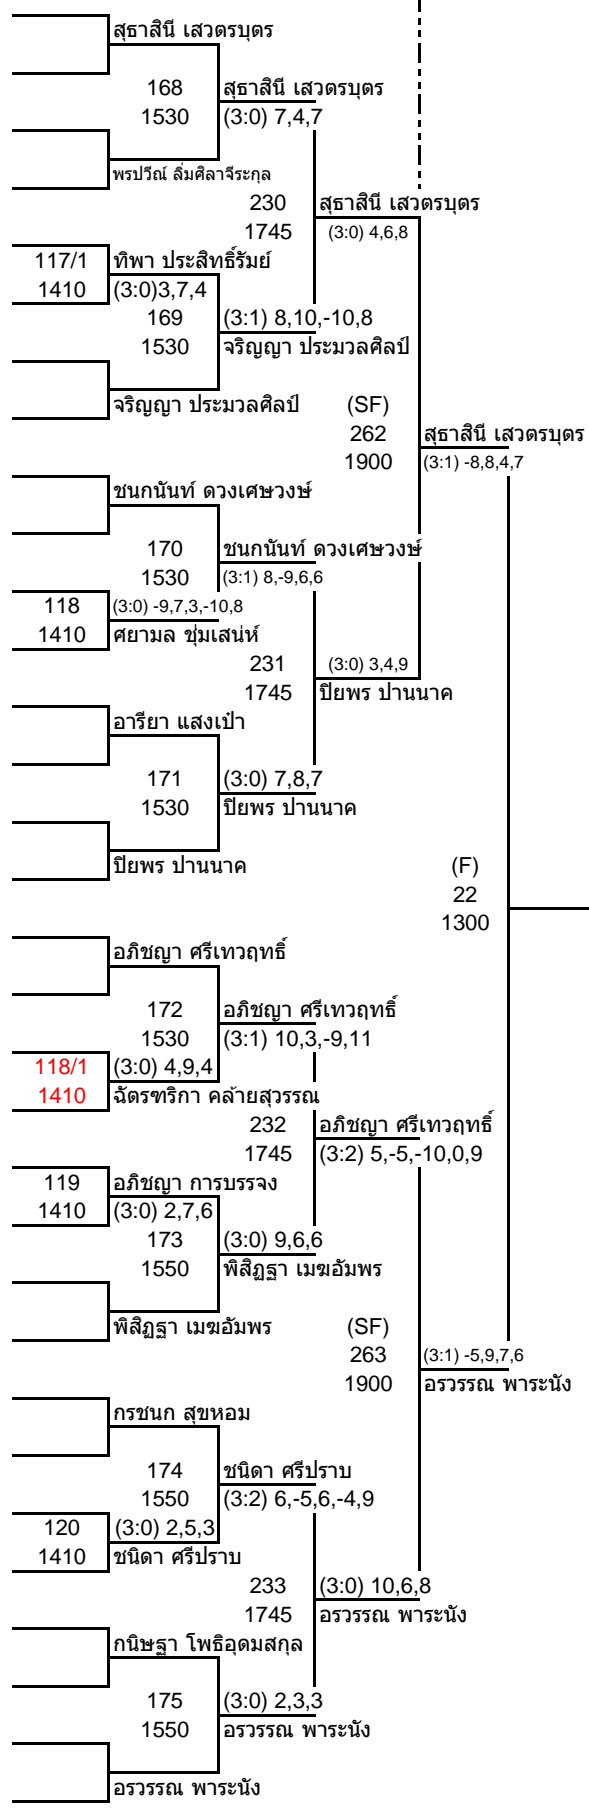 สุธาสินี เสวตรบุตร
168 สุธาสินี เสวตรบุตร
1530 (3:0) 7,4,7
พรปวีณ์ ลิ่มศิลาจีระกุล
230 สุธาสินี เสวตรบุตร
1745 (3:0) 4,6,8
117/1 ทิพา ประสิทธิ์รัมย์
1410 (3:0)3,7,4
169 (3:1) 8,10,-10,8
1530 จริญญา ประมวลศิลป์
จริญญา ประมวลศิลป์ (SF)
262 สุธาสินี เสวตรบุตร
1900 (3:1) -8,8,4,7
ชนกนันท์ ดวงเศษวงษ์
170 ชนกนันท์ ดวงเศษวงษ์
1530 (3:1) 8,-9,6,6
118 (3:0) -9,7,3,-10,8
1410 ศยามล ชุ่มเสน่ห์
231 (3:0) 3,4,9
1745 ปิยพร ปานนาค
อารียา แสงเป๋า
171 (3:0) 7,8,7
1530 ปิยพร ปานนาค
ปิยพร ปานนาค (F)
22
1300
อภิชญา ศรีเทวฤทธิ์
172 อภิชญา ศรีเทวฤทธิ์
1530 (3:1) 10,3,-9,11
118/1 (3:0) 4,9,4
1410 ฉัตรฑริกา คล้ายสุวรรณ
232 อภิชญา ศรีเทวฤทธิ์
1745 (3:2) 5,-5,-10,0,9
119 อภิชญา การบรรจง
1410 (3:0) 2,7,6
173 (3:0) 9,6,6
1550 พิสิฏฐา เมฆอัมพร
พิสิฏฐา เมฆอัมพร (SF)
263 (3:1) -5,9,7,6
1900 อรวรรณ พาระนัง
กรชนก สุขหอม
174 ชนิดา ศรีปราบ
1550 (3:2) 6,-5,6,-4,9
120 (3:0) 2,5,3
1410 ชนิดา ศรีปราบ
233 (3:0) 10,6,8
1745 อรวรรณ พาระนัง
กนิษฐา โพธิอุดมสกุล
175 (3:0) 2,3,3
1550 อรวรรณ พาระนัง
อรวรรณ พาระนัง